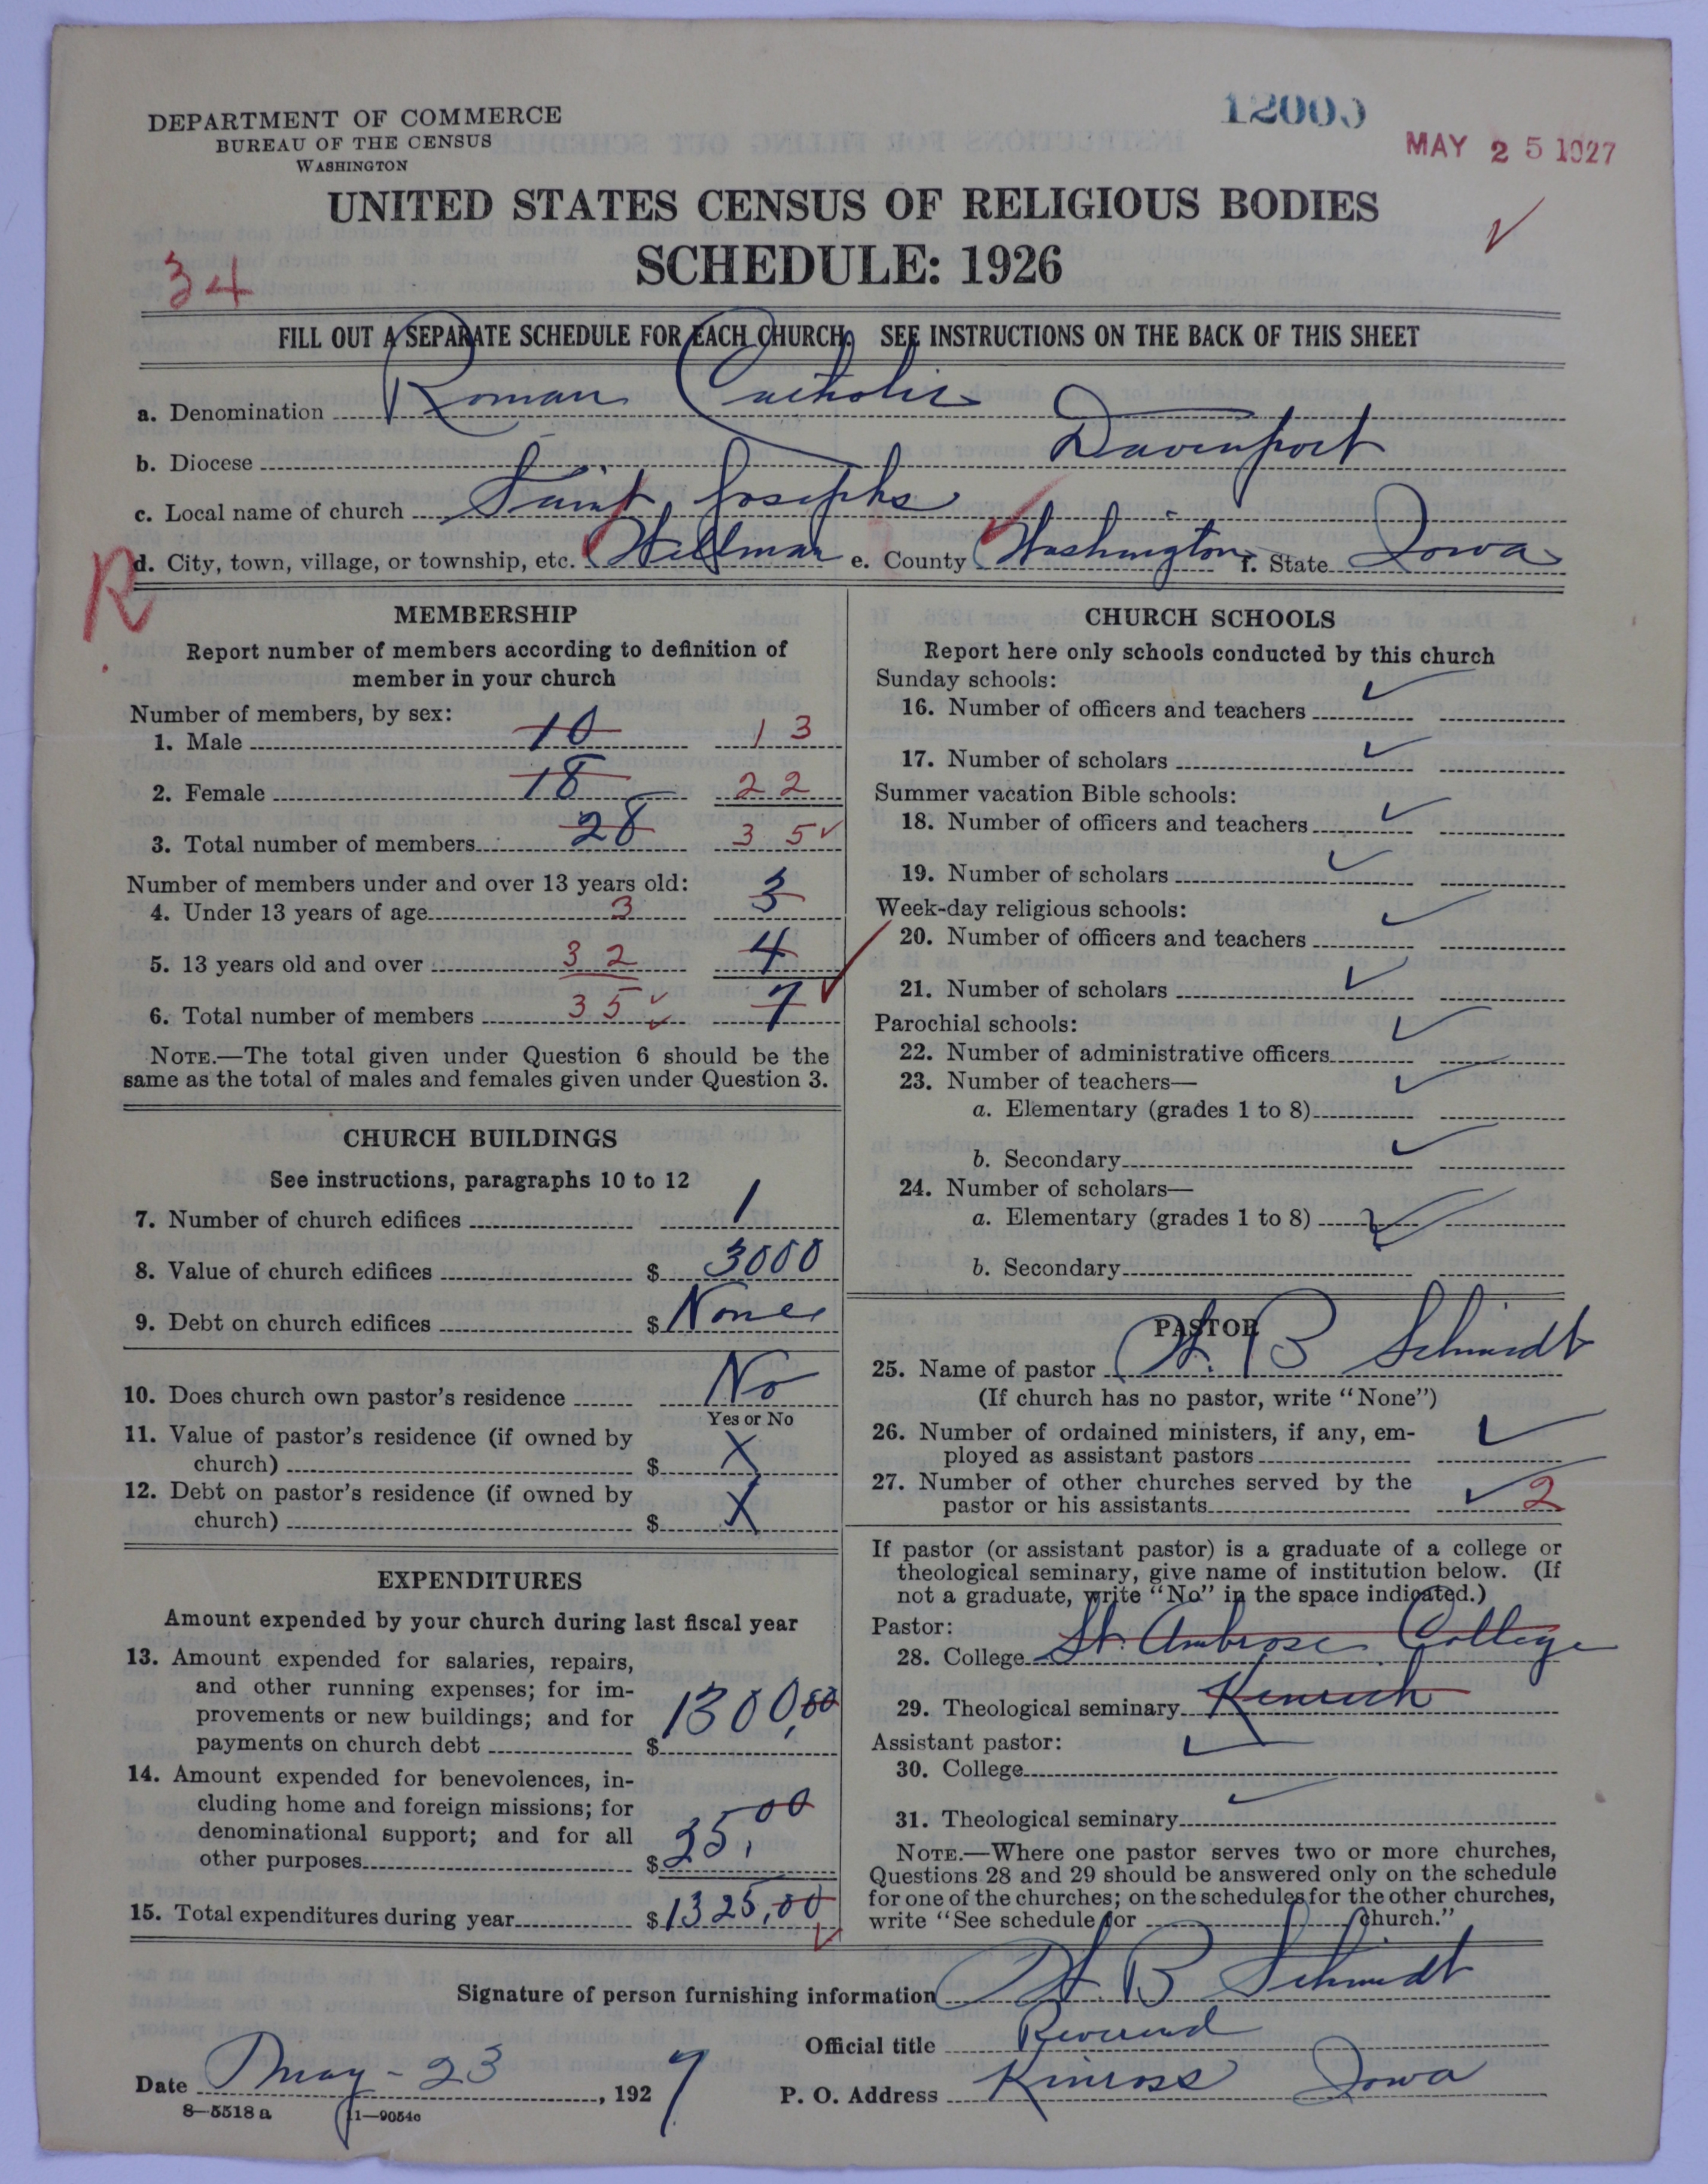 DEPARTMENT OF COMMERCE
BUREAU OF THE CENSUS
WASHINGTON
MAY 25 1927
UNITED STATES CENSUS OF RELIGIOUS BODIES
SCHEDULE: 1926
34
FILL OUT A SEPARATE SCHEDULE FOR EACH CHURCH. SEE INSTRUCTIONS ON THE BACK OF THIS SHEET
a. Denomination Roman Catholic
b. Diocese Davenport
c. Local name of church Saint Josephs
d. City, town, village, or township, etc. Wellman e. County Washington f. State Iowa
R
MEMBERSHIP
Report number of members according to definition of
member in your church
Number of members, by sex:
1. Male 10 13
2. Female 18 22
3. Total number of members 28 35
Number of members under and over 13 years old:
4. Under 13 years of age 3 3
5. 13 years old and over 32 4
6. Total number of members 35 7
NOTE.—The total given under Question 6 should be the
same as the total of males and females given under Question 3.
CHURCH BUILDINGS
See instructions, paragraphs 10 to 12
7. Number of church edifices 1
8. Value of church edifices $ 3000
9. Debt on church edifices $ None
10. Does church own pastor's residence No
Yes or No
11. Value of pastor's residence (if owned by
church) $ X
12. Debt on pastor's residence (if owned by
church) $ X
EXPENDITURES
Amount expended by your church during last fiscal year
13. Amount expended for salaries, repairs,
and other running expenses; for im-
provements or new buildings; and for
payments on church debt $ 1300,00
14. Amount expended for benevolences, in-
cluding home and foreign missions; for
denominational support; and for all
other purposes $ 25,00
15. Total expenditures during year $ 1325,00
CHURCH SCHOOLS
Report here only schools conducted by this church
Sunday schools:
16. Number of officers and teachers
17. Number of scholars
Summer vacation Bible schools:
18. Number of officers and teachers
19. Number of scholars
Week-day religious schools:
20. Number of officers and teachers
21. Number of scholars
Parochial schools:
22. Number of administrative officers
23. Number of teachers—
a. Elementary (grades 1 to 8)
b. Secondary
24. Number of scholars—
a. Elementary (grades 1 to 8)
b. Secondary
PASTOR
25. Name of pastor B Schmidt
(If church has no pastor, write "None")
26. Number of ordained ministers, if any, em-
ployed as assistant pastors
27. Number of other churches served by the
pastor or his assistants 2
If pastor (or assistant pastor) is a graduate of a college or
theological seminary, give name of institution below. (If
not a graduate, write "No" in the space indicated.)
Pastor:
28. College St. Ambrose College
29. Theological seminary Kenrick
Assistant pastor:
30. College
31. Theological seminary
NOTE.—Where one pastor serves two or more churches,
Questions 28 and 29 should be answered only on the schedule
for one of the churches; on the schedules for the other churches,
write "See schedule for church."
Signature of person furnishing information B Schmidt
Official title Reverend
Date May - 23, 1927 P. O. Address Kinross Iowa
8—5518 a 11—9054c